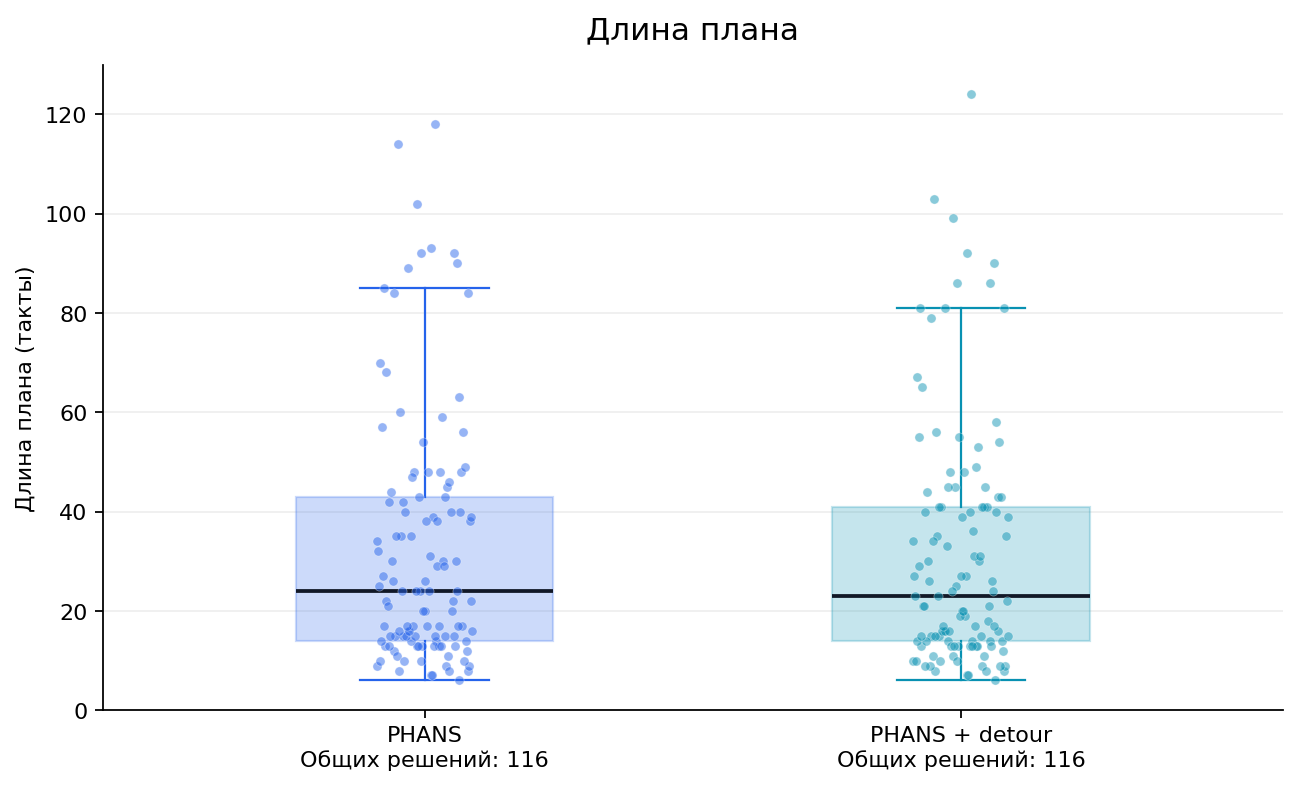 Длина плана
Длина плана (такты)
120
100
80
60
40
20
0
PHANS
Общих решений: 116
PHANS + detour
Общих решений: 116